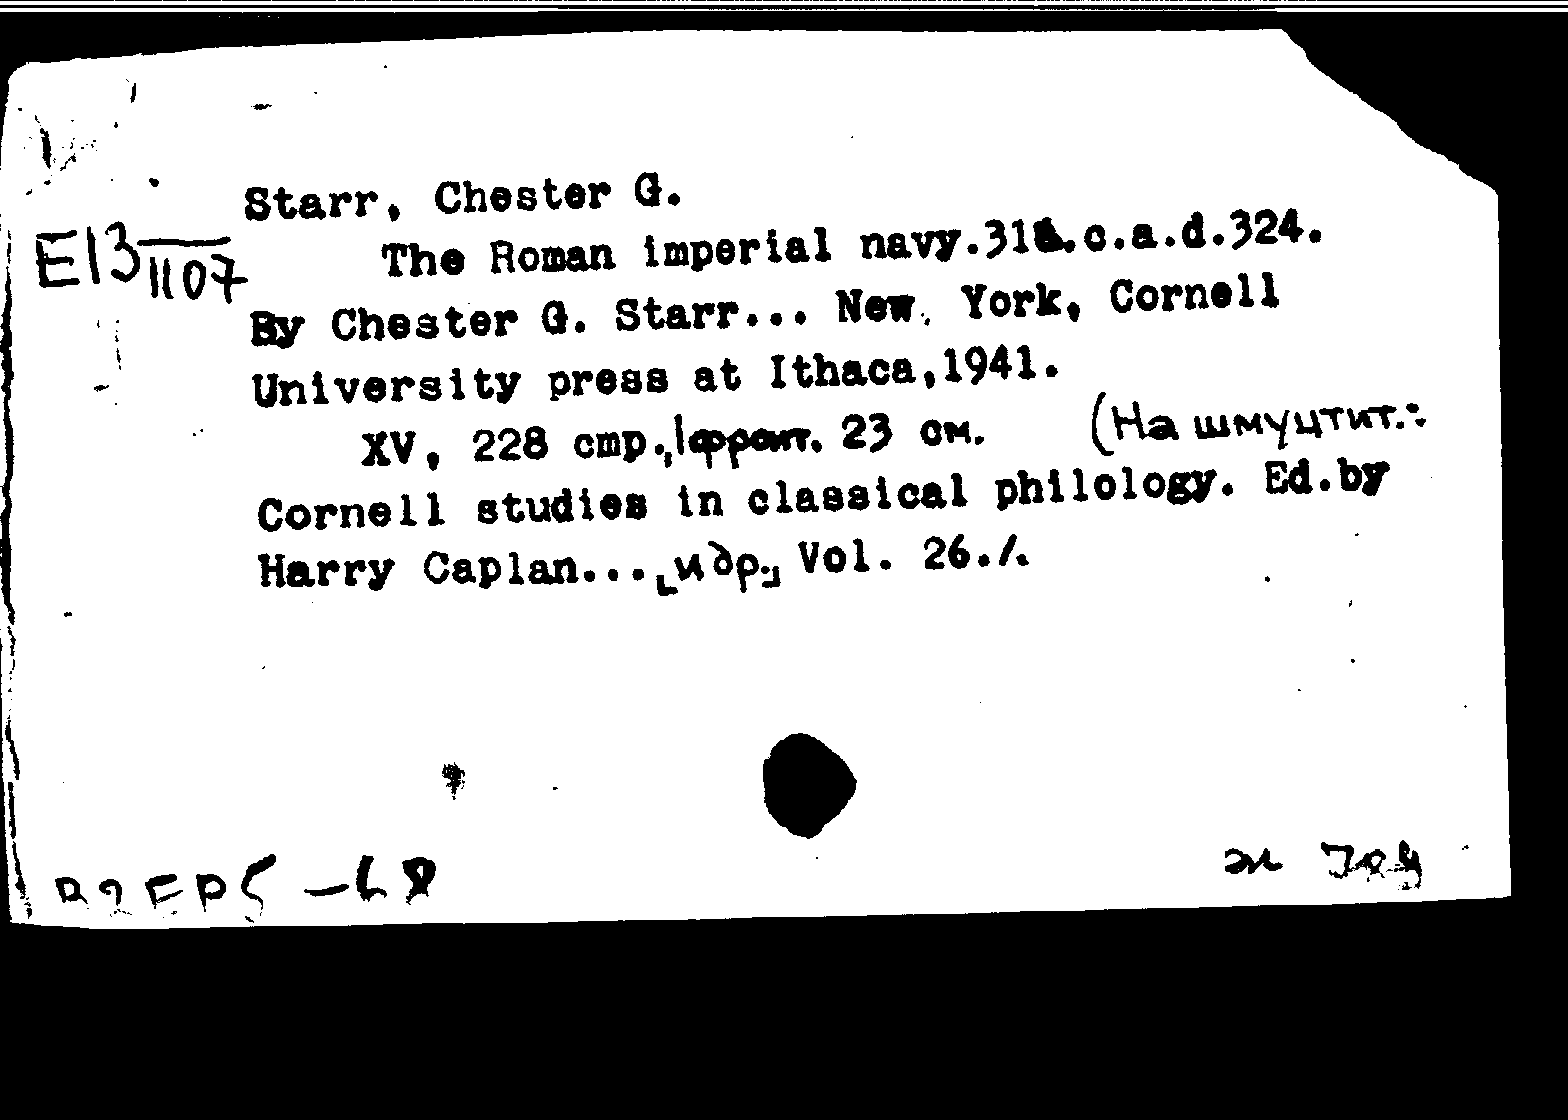 Starr, Chester G.
E13
1107
The Roman imperial navy.31 .c.a.d.324.
By Chester G. Starr... New York, Cornell
University press at Ithaca,1941.
XV, 228 стр., 1 фронт. 23 см. (На шмуцтит.:
Cornell studies in classical philology. Ed.by
Harry Caplan...[и др.] Vol. 26./.